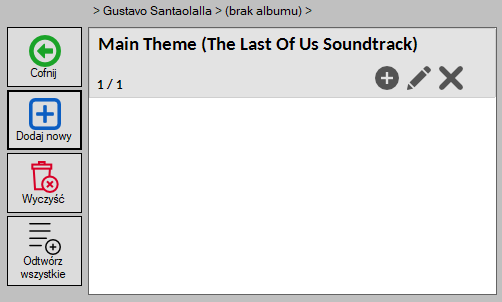 > Gustavo Santaolalla > (brak albumu) >
Cofnij
Dodaj nowy
Wyczyść
Odtwórz
wszystkie
Main Theme (The Last Of Us Soundtrack)
1 / 1